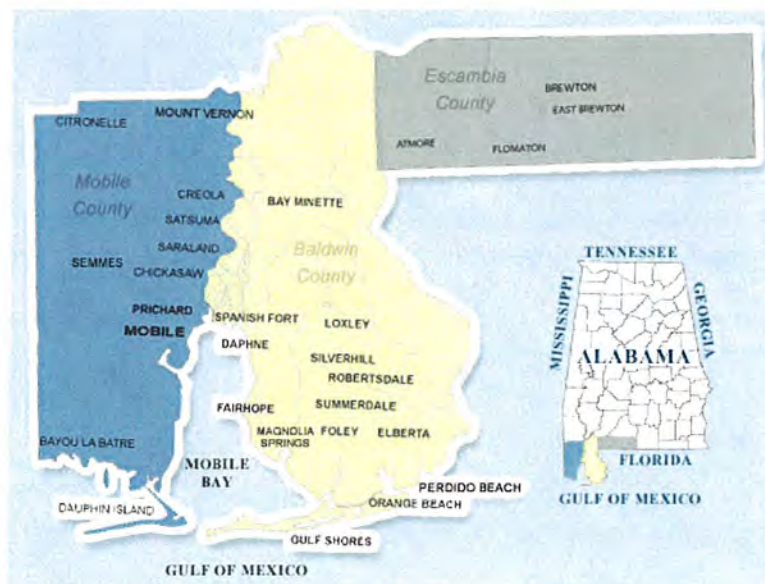 Escambia
County
BREWTON
EAST BREWTON
ATMORE
FLOMATON
CITRONELLE
MOUNT VERNON
Mobile
County
CREOLA
SATSUMA
SARALAND
SEMMES
CHICKASAW
PRICHARD
MOBILE
BAY MINETTE
Baldwin
County
SPANISH FORT
LOXLEY
DAPHNE
SILVERHILL
ROBERTSDALE
FAIRHOPE
SUMMERDALE
MAGNOLIA
SPRINGS
FOLEY
ELBERTA
BAYOU LA BATRE
MOBILE
BAY
PERDIDO BEACH
ORANGE BEACH
DAUPHIN ISLAND
GULF SHORES
GULF OF MEXICO
TENNESSEE
MISSISSIPPI
GEORGIA
ALABAMA
FLORIDA
GULF OF MEXICO